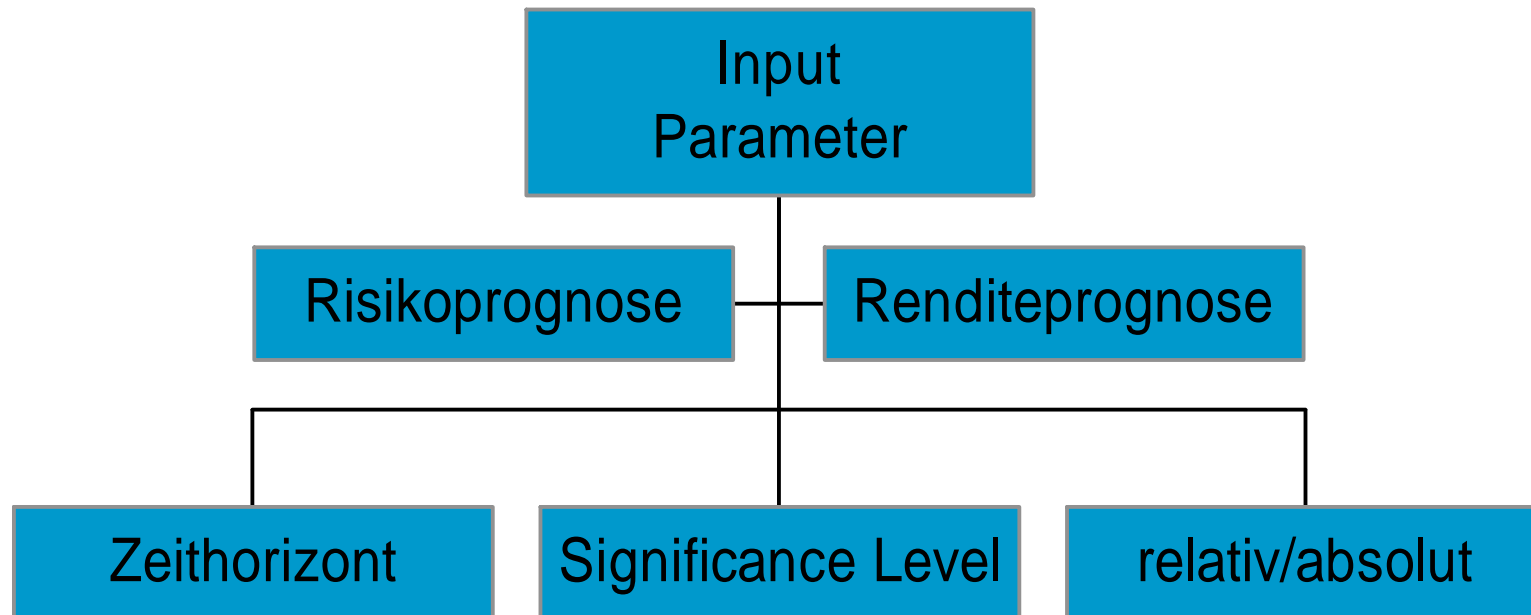 Input
Parameter
Risikoprognose
Renditeprognose
Zeithorizont
Significance Level
relativ/absolut